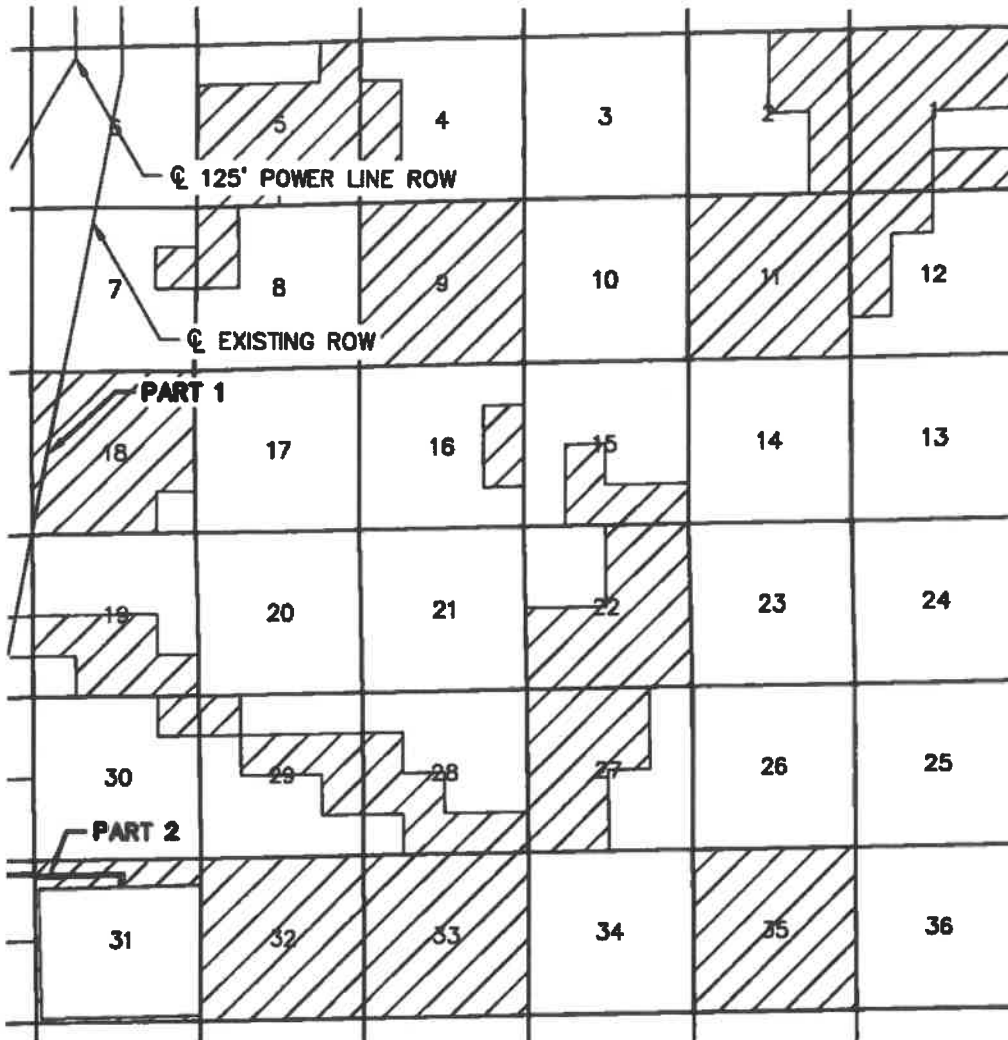 6 5 4 3 2 1
℄ 125' POWER LINE ROW
7 8 9 10 11 12
℄ EXISTING ROW
PART 1
18 17 16 15 14 13
19 20 21 22 23 24
30 29 28 27 26 25
PART 2
31 32 33 34 35 36